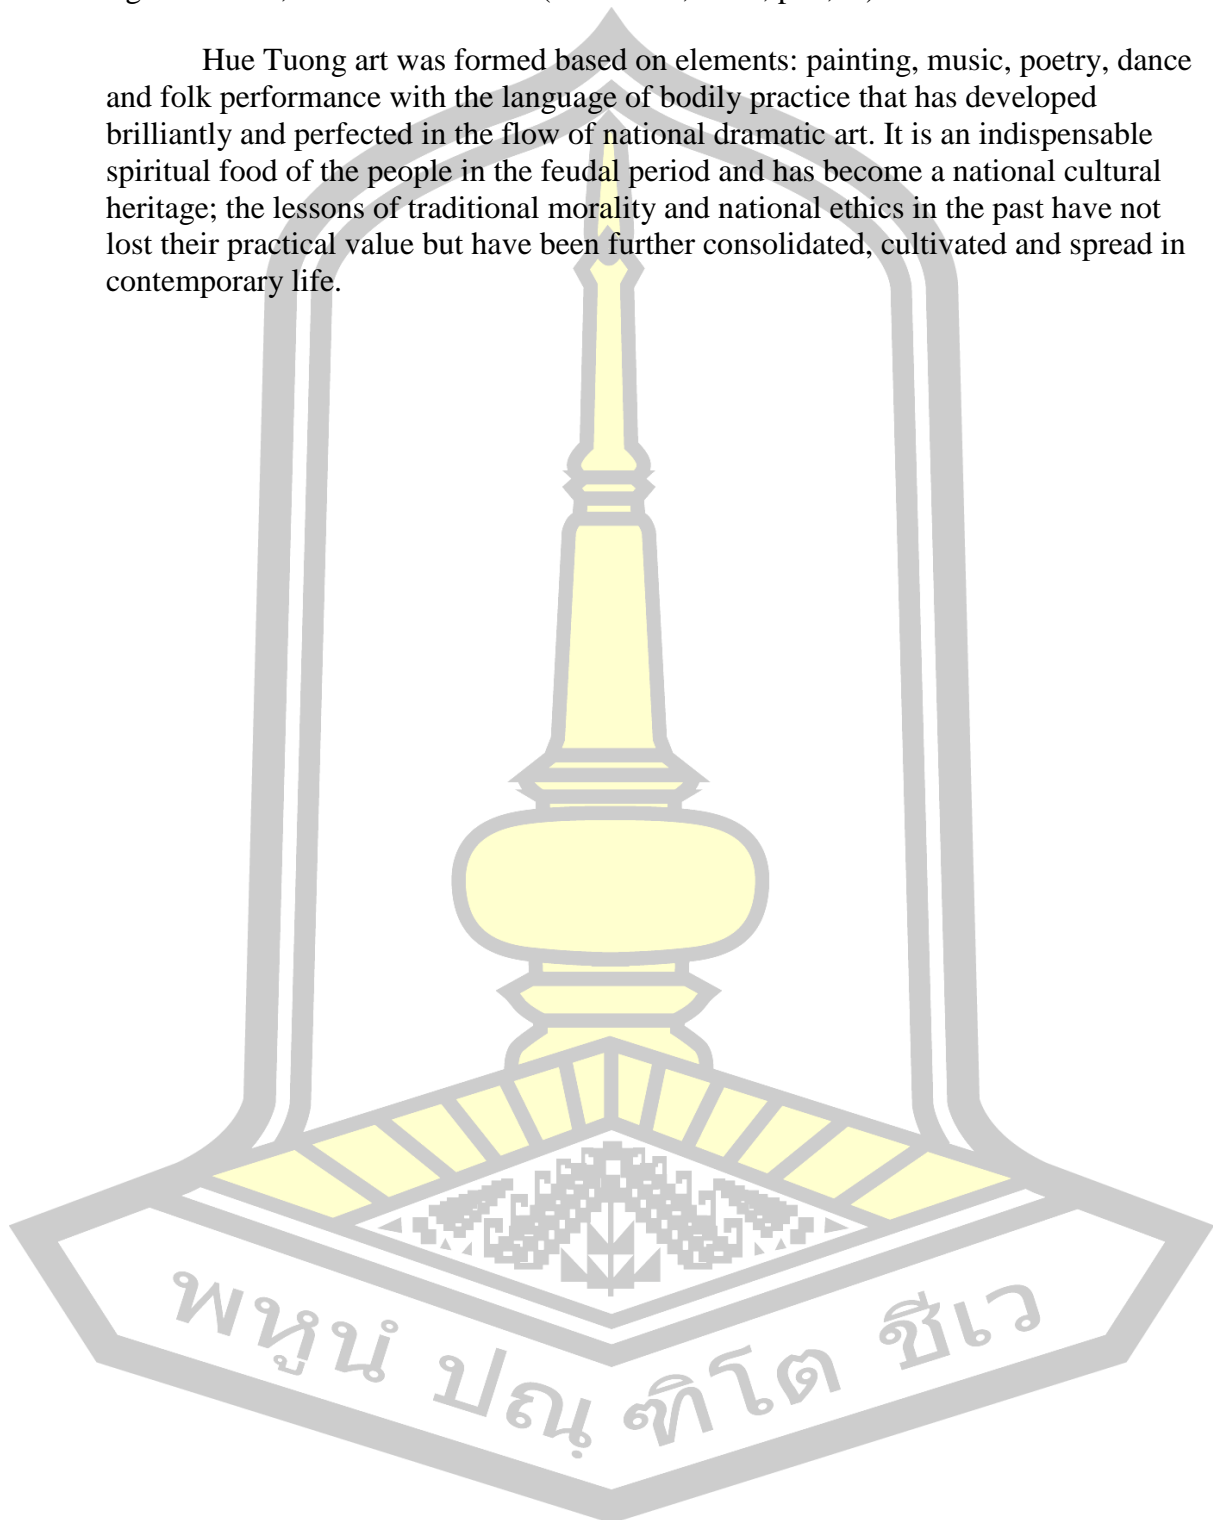 Hue Tuong art was formed based on elements: painting, music, poetry, dance
and folk performance with the language of bodily practice that has developed
brilliantly and perfected in the flow of national dramatic art. It is an indispensable
spiritual food of the people in the feudal period and has become a national cultural
heritage; the lessons of traditional morality and national ethics in the past have not
lost their practical value but have been further consolidated, cultivated and spread in
contemporary life.
พหูนํ ปณฺฑิโต ชีเว